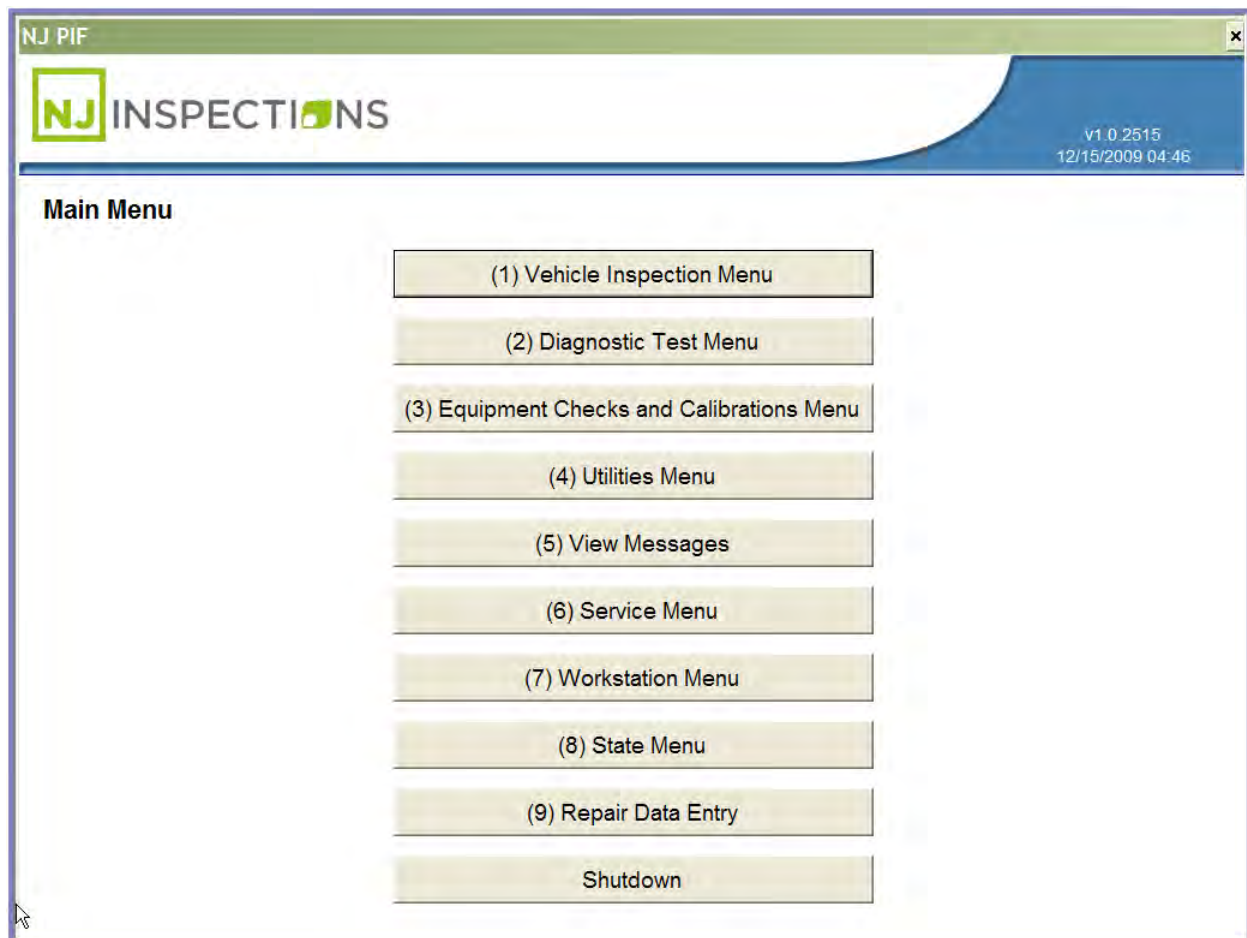 NJ PIF
NJ INSPECTIONS
v1.0.2515
12/15/2009 04:46
Main Menu
(1) Vehicle Inspection Menu
(2) Diagnostic Test Menu
(3) Equipment Checks and Calibrations Menu
(4) Utilities Menu
(5) View Messages
(6) Service Menu
(7) Workstation Menu
(8) State Menu
(9) Repair Data Entry
Shutdown